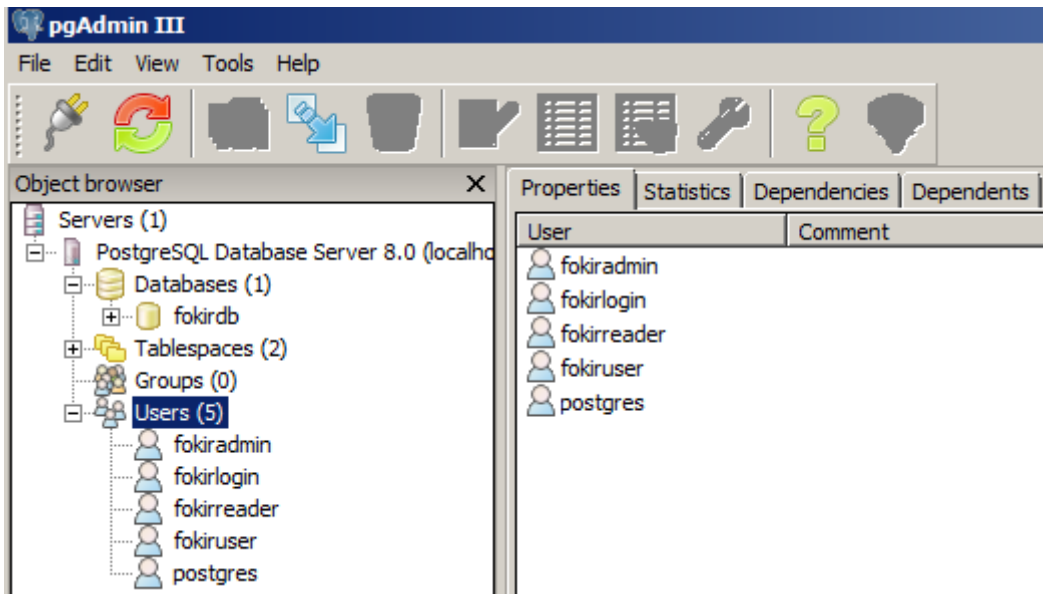 pgAdmin III
File Edit View Tools Help
Object browser
Servers (1)
PostgreSQL Database Server 8.0 (localho
Databases (1)
fokirdb
Tablespaces (2)
Groups (0)
Users (5)
fokiradmin
fokirlogin
fokirreader
fokiruser
postgres
Properties Statistics Dependencies Dependents
User Comment
fokiradmin
fokirlogin
fokirreader
fokiruser
postgres